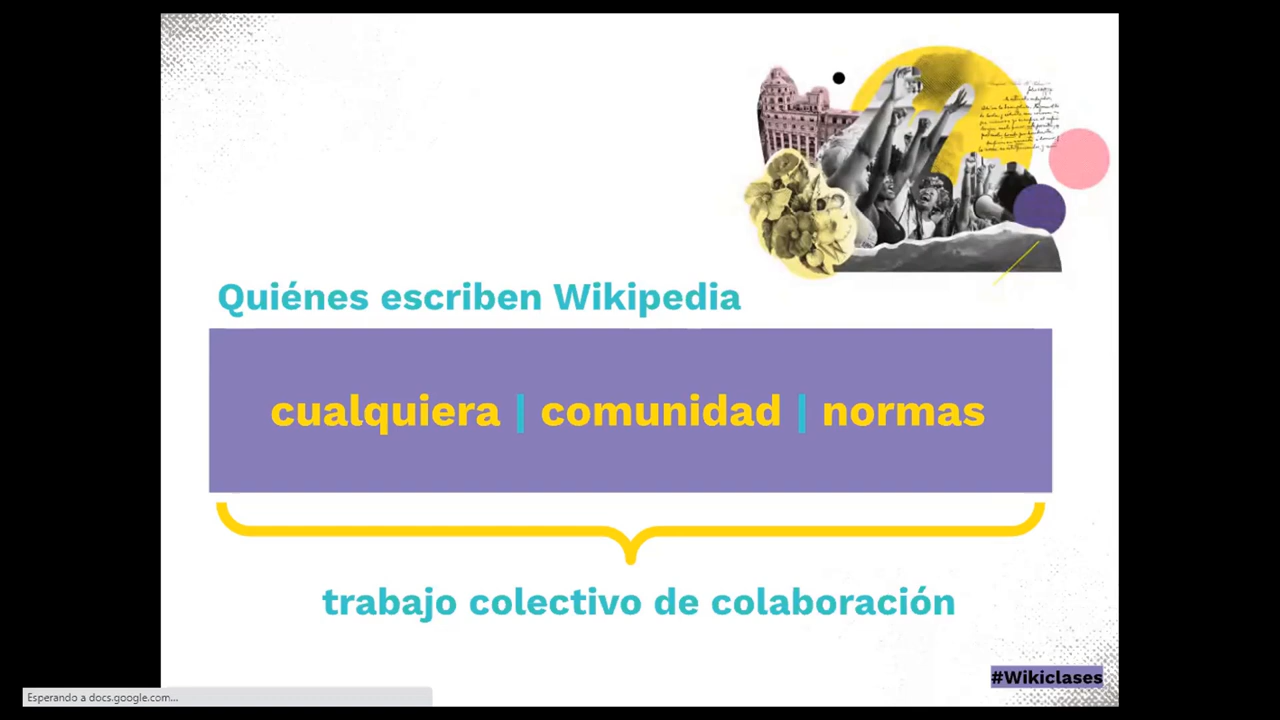 Quiénes escriben Wikipedia
cualquiera | comunidad | normas
trabajo colectivo de colaboración
#Wikiclases
Esperando a docs.google.com...